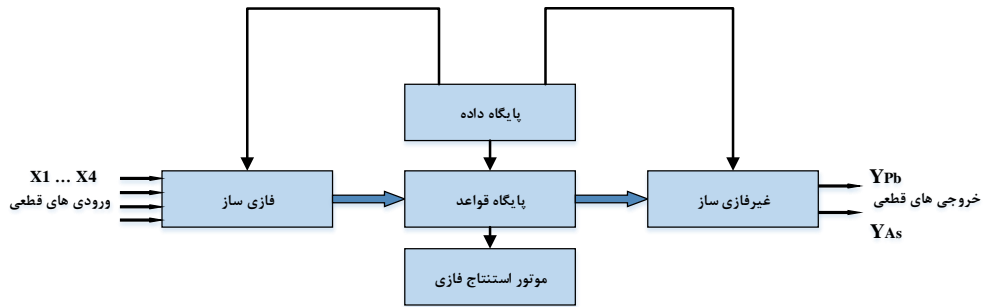 پایگاه داده
X1 ... X4
ورودی های قطعی
فازی ساز
پایگاه قواعد
غیرفازی ساز
YPb
خروجی های قطعی
YAs
موتور استنتاج فازی